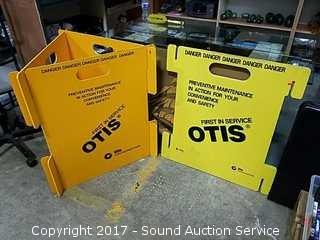 DANGER DANGER DANGER DANGER
PREVENTIVE MAINTENANCE
IN ACTION FOR YOUR
CONVENIENCE
AND SAFETY
FIRST IN SERVICE
OTIS
DANGER DANGER DANGER DANGER DANGER
PREVENTIVE MAINTENANCE
IN ACTION FOR YOUR
CONVENIENCE
AND SAFETY
FIRST IN SERVICE
OTIS
Copyright 2017 - Sound Auction Service